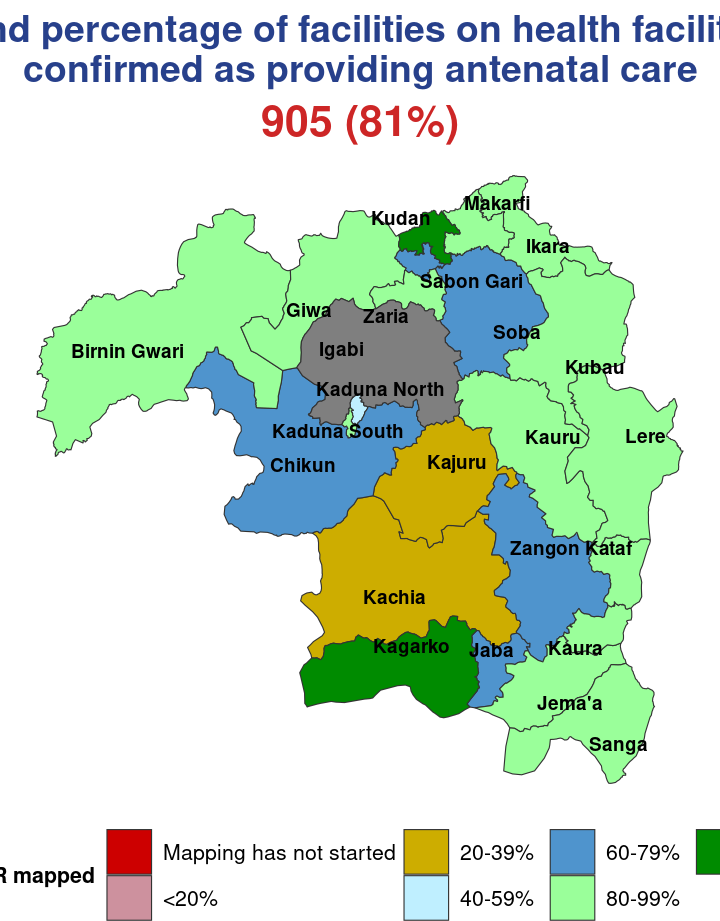 nd percentage of facilities on health facilit
confirmed as providing antenatal care
905 (81%)
Makarfi
Kudan
Ikara
Sabon Gari
Giwa
Zaria
Soba
Igabi
Birnin Gwari
Kubau
Kaduna North
Kaduna South
Kauru
Lere
Chikun
Kajuru
Zangon Kataf
Kachia
Kagarko
Jaba
Kaura
Jema'a
Sanga
Mapping has not started
20-39%
60-79%
R mapped
<20%
40-59%
80-99%